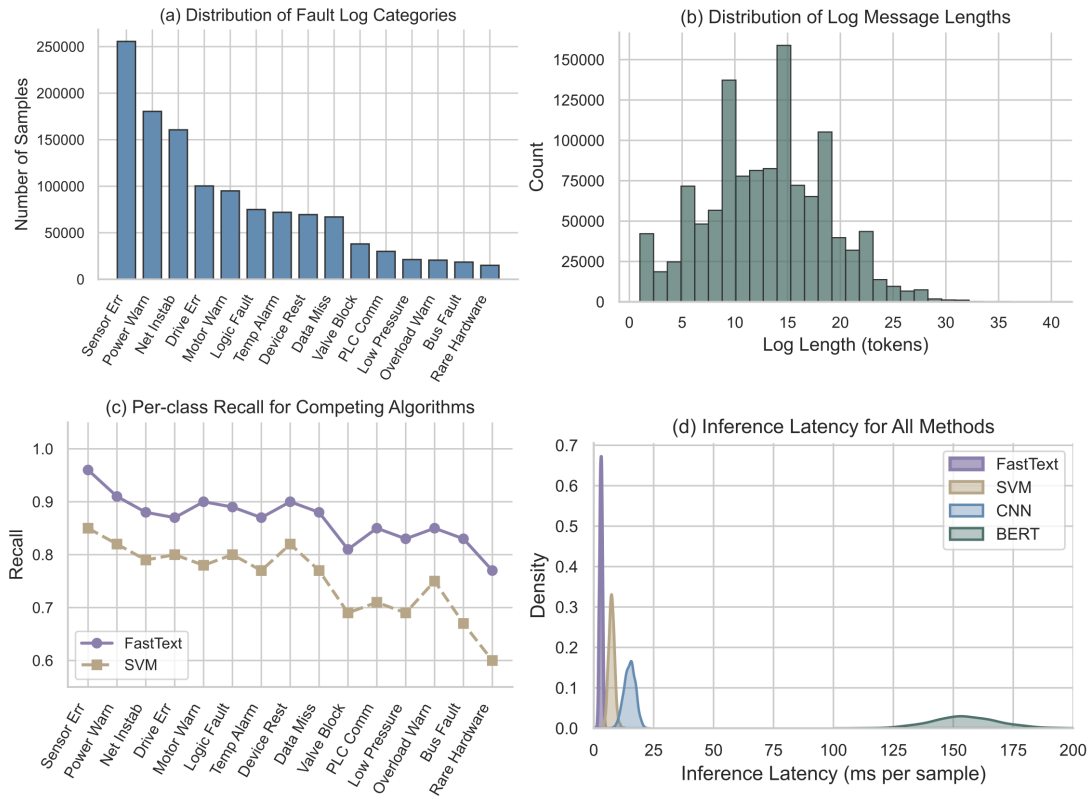 (a) Distribution of Fault Log Categories
Number of Samples
250000
200000
150000
100000
50000
0
Sensor Err
Power Warn
Net Instab
Drive Err
Motor Warn
Logic Fault
Temp Alarm
Device Rest
Data Miss
Valve Block
PLC Comm
Low Pressure
Overload Warn
Bus Fault
Rare Hardware
(b) Distribution of Log Message Lengths
Count
150000
125000
100000
75000
50000
25000
0
0 5 10 15 20 25 30 35 40
Log Length (tokens)
(c) Per-class Recall for Competing Algorithms
Recall
1.0
0.9
0.8
0.7
0.6
FastText
SVM
Sensor Err
Power Warn
Net Instab
Drive Err
Motor Warn
Logic Fault
Temp Alarm
Device Rest
Data Miss
Valve Block
PLC Comm
Low Pressure
Overload Warn
Bus Fault
Rare Hardware
(d) Inference Latency for All Methods
Density
0.7
0.6
0.5
0.4
0.3
0.2
0.1
0.0
FastText
SVM
CNN
BERT
0 25 50 75 100 125 150 175 200
Inference Latency (ms per sample)